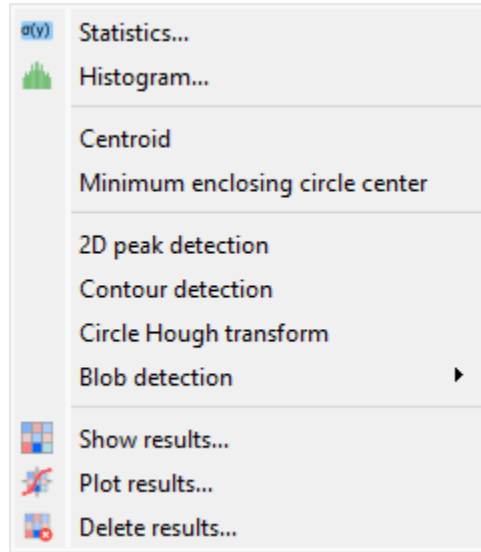 σ(y) Statistics...
Histogram...
Centroid
Minimum enclosing circle center
2D peak detection
Contour detection
Circle Hough transform
Blob detection
Show results...
Plot results...
Delete results...